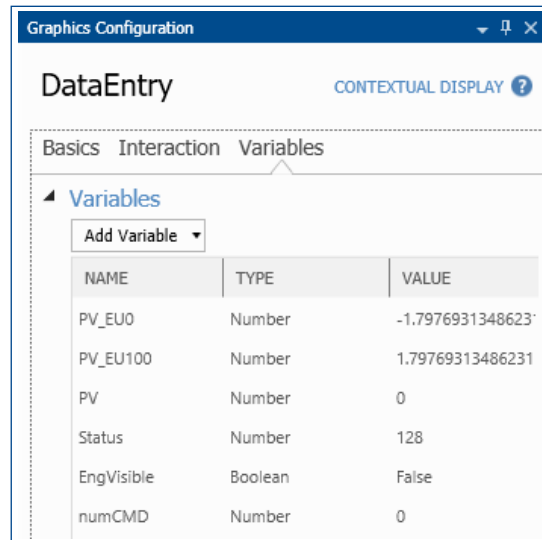 Graphics Configuration
DataEntry
CONTEXTUAL DISPLAY ?
Basics Interaction Variables
Variables
Add Variable
NAME TYPE VALUE
PV_EU0 Number -1.7976931348623
PV_EU100 Number 1.79769313486231
PV Number 0
Status Number 128
EngVisible Boolean False
numCMD Number 0